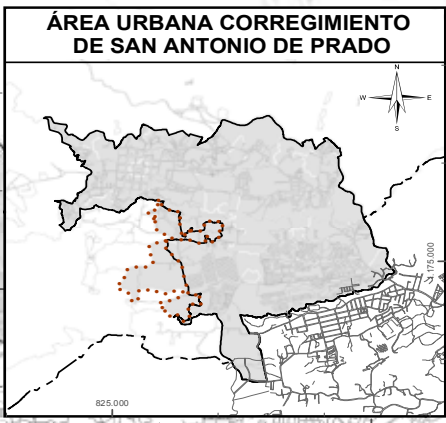 ÁREA URBANA CORREGIMIENTO
DE SAN ANTONIO DE PRADO
N
W E
S
175.000
825.000